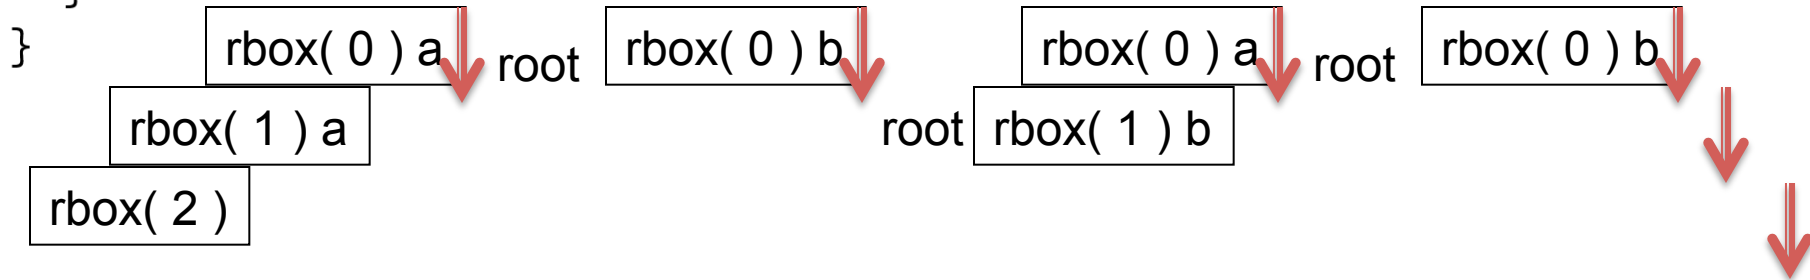 }
} rbox( 0 ) a root rbox( 0 ) b rbox( 0 ) a root rbox( 0 ) b
rbox( 1 ) a root rbox( 1 ) b
rbox( 2 )